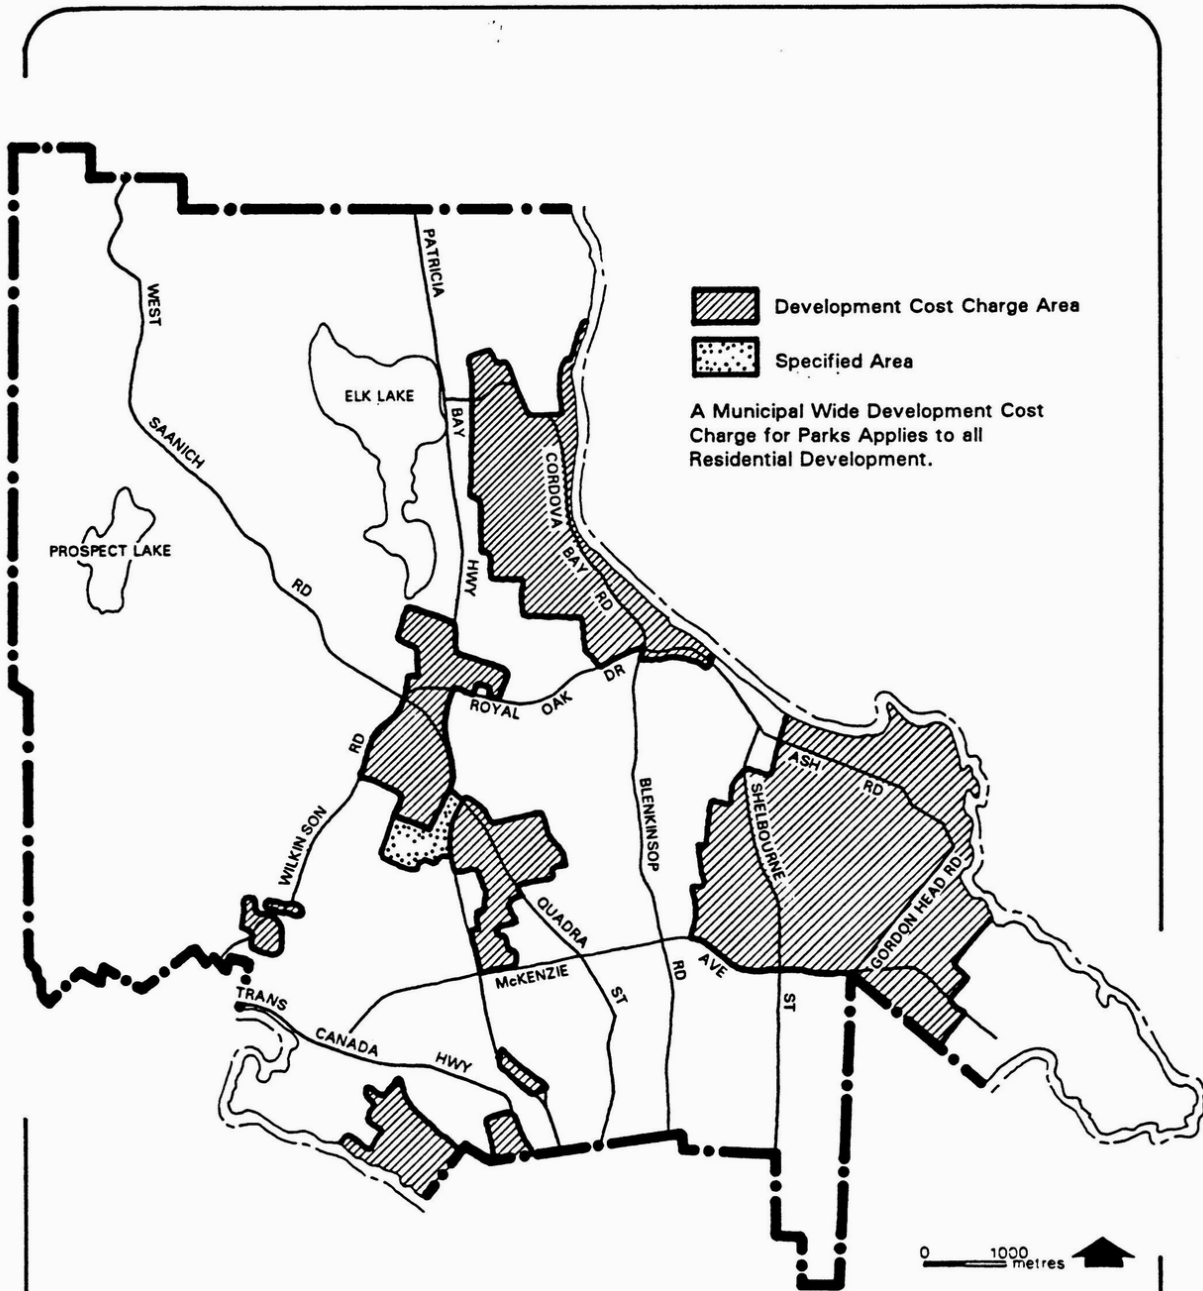 PATRICIA
WEST
Development Cost Charge Area
Specified Area
ELK LAKE
BAY
A Municipal Wide Development Cost
Charge for Parks Applies to all
Residential Development.
SAANICH
CORDOVA
PROSPECT LAKE
BAY
HWY
RD
RD
DR
OAK
ROYAL
RD
ASH
RD
BLENKINSOP
SHELBOURNE
WILKINSON
GORDON HEAD RD
QUADRA
McKENZIE
AVE
RD
ST
ST
TRANS
CANADA
HWY
0 1000
metres